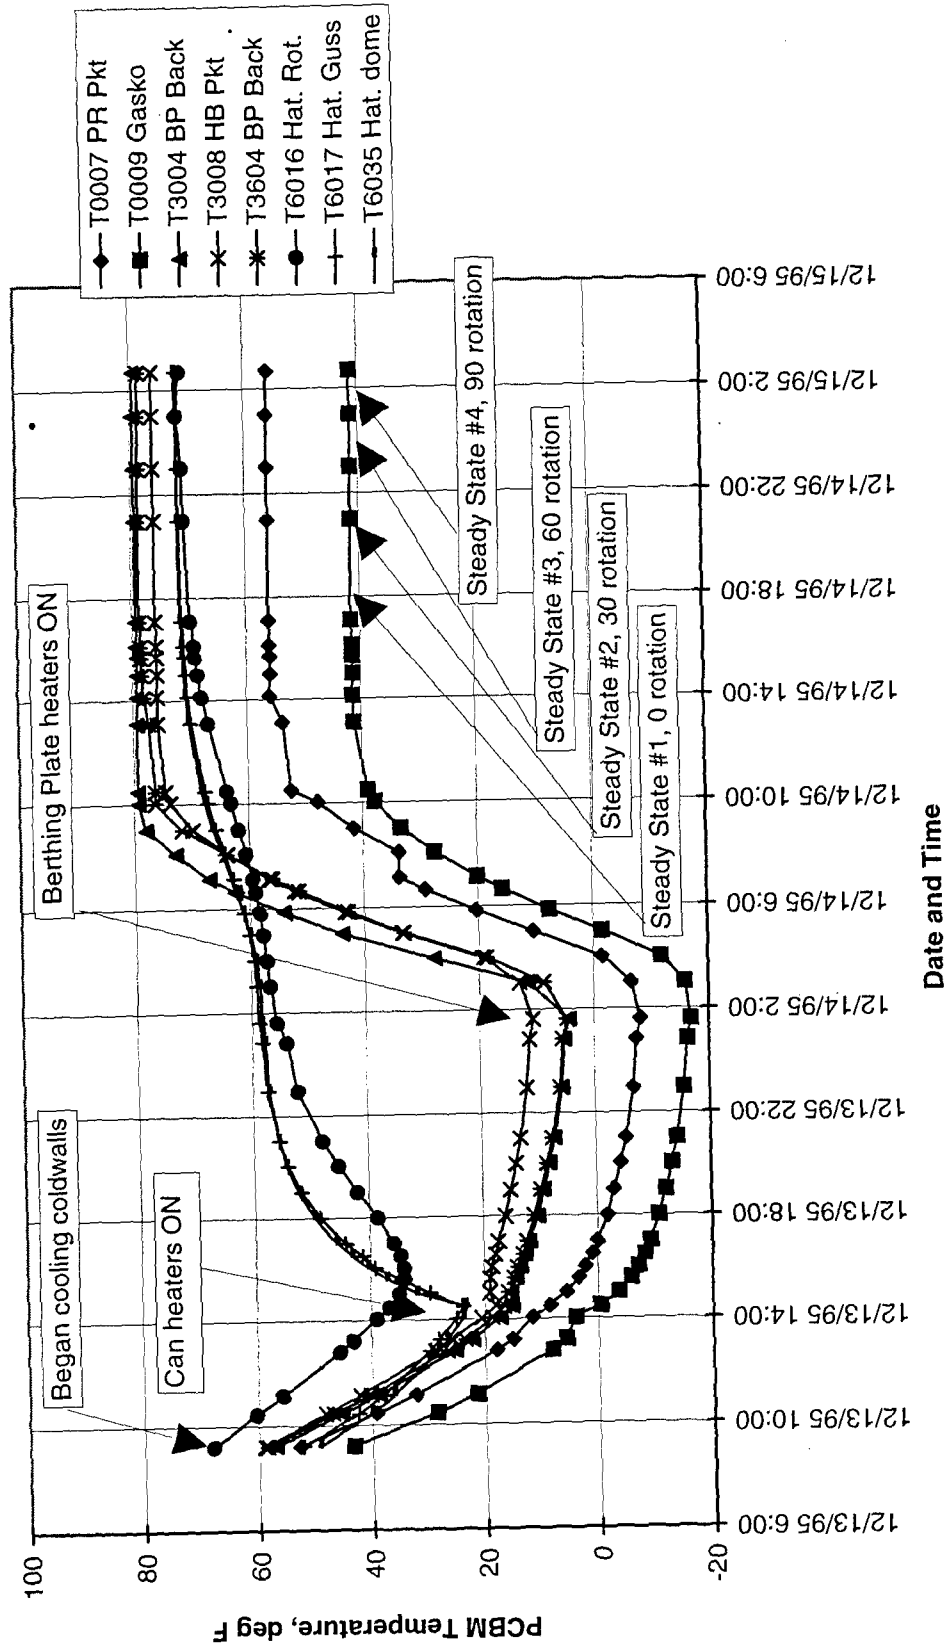 T0007 PR Pkt
T0009 Gasko
T3004 BP Back
T3008 HB Pkt
T3604 BP Back
T6016 Hat. Rot.
T6017 Hat. Guss
T6035 Hat. dome
Began cooling coldwalls
Can heaters ON
Berthing Plate heaters ON
Steady State #4, 90 rotation
Steady State #3, 60 rotation
Steady State #2, 30 rotation
Steady State #1, 0 rotation
PCBM Temperature, deg F
100
80
60
40
20
0
-20
12/13/95 6:00
12/13/95 10:00
12/13/95 14:00
12/13/95 18:00
12/13/95 22:00
12/14/95 2:00
12/14/95 6:00
12/14/95 10:00
12/14/95 14:00
12/14/95 18:00
12/14/95 22:00
12/15/95 2:00
12/15/95 6:00
Date and Time